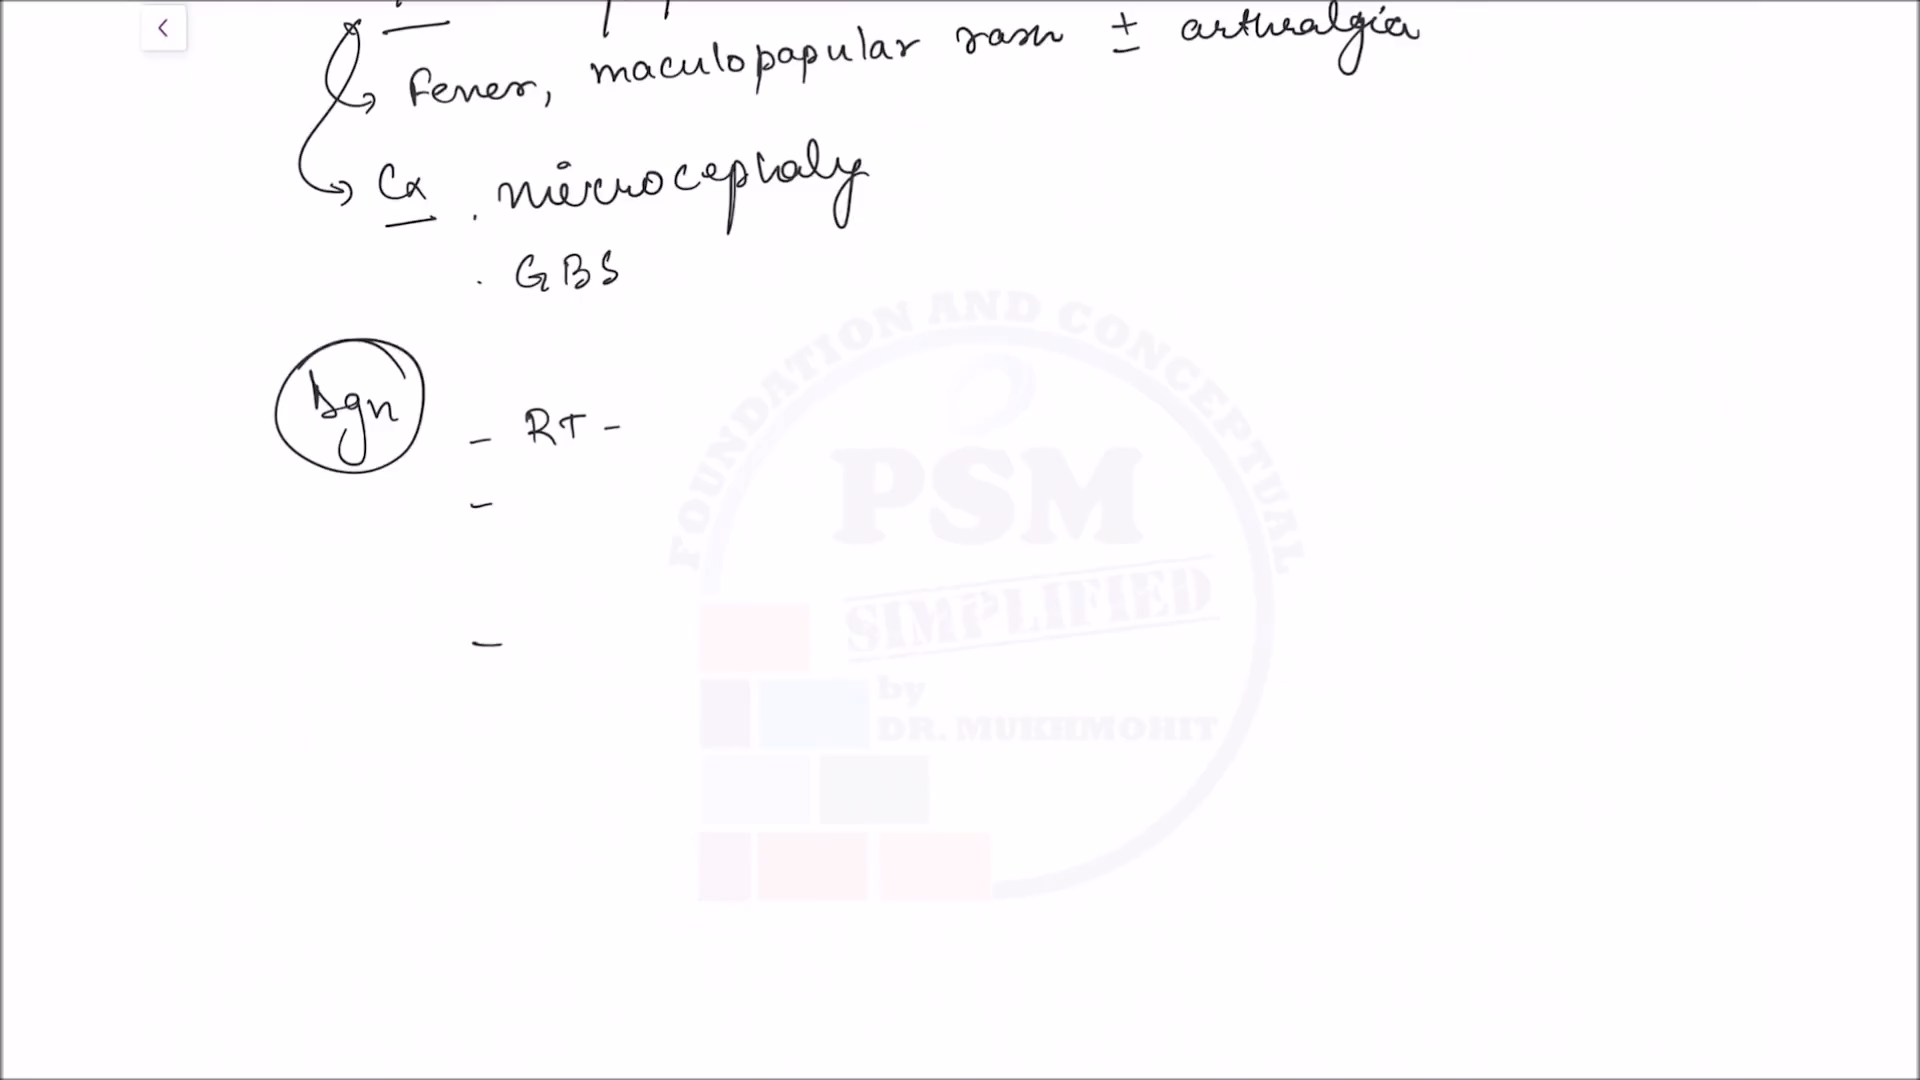 Fever, maculopapular rash ± arthralgia
Cx . microcephaly
. GBS
Dgn
- RT -
-
-
FOUNDATION AND CONCEPTUAL
PSM
SIMPLIFIED
by
DR. MUKHMOHIT